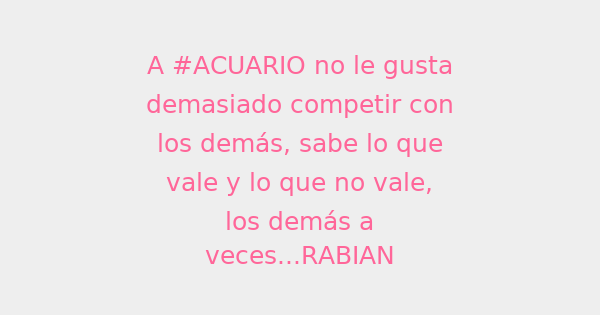 A #ACUARIO no le gusta
demasiado competir con
los demás, sabe lo que
vale y lo que no vale,
los demás a
veces...RABIAN